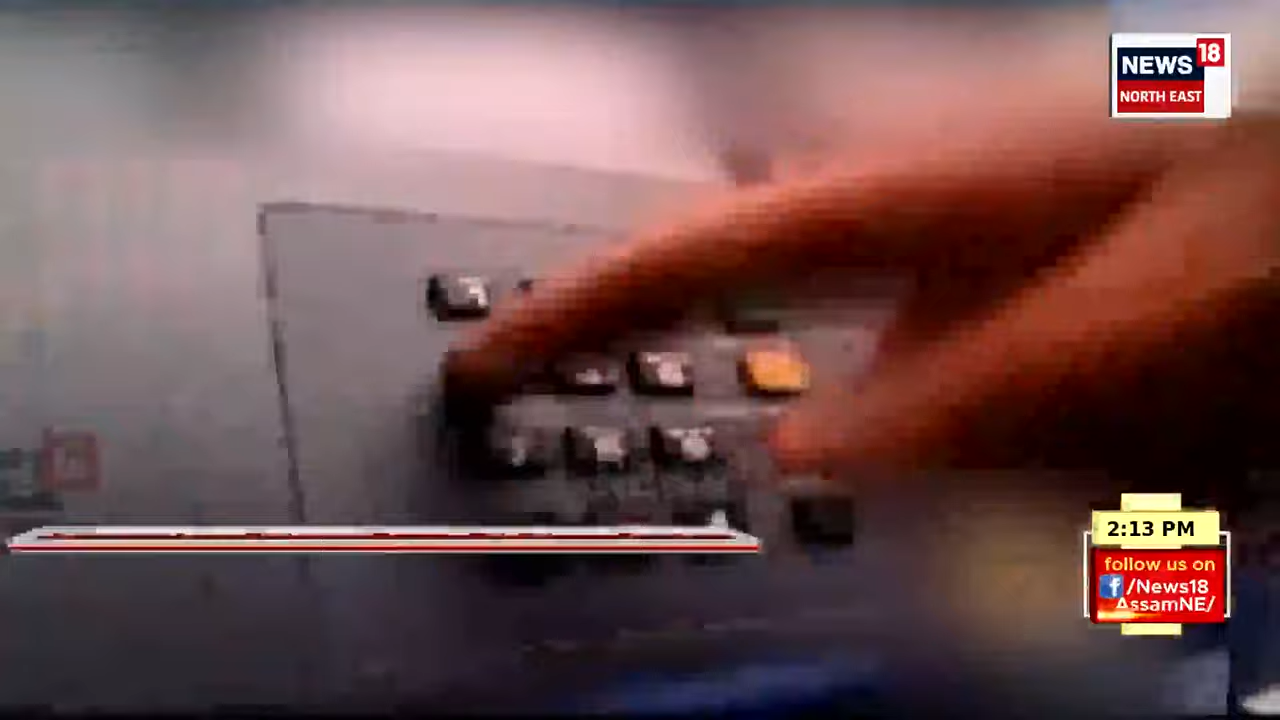 NEWS 18
NORTH EAST
2:13 PM
follow us on
/News18
AssamNE/